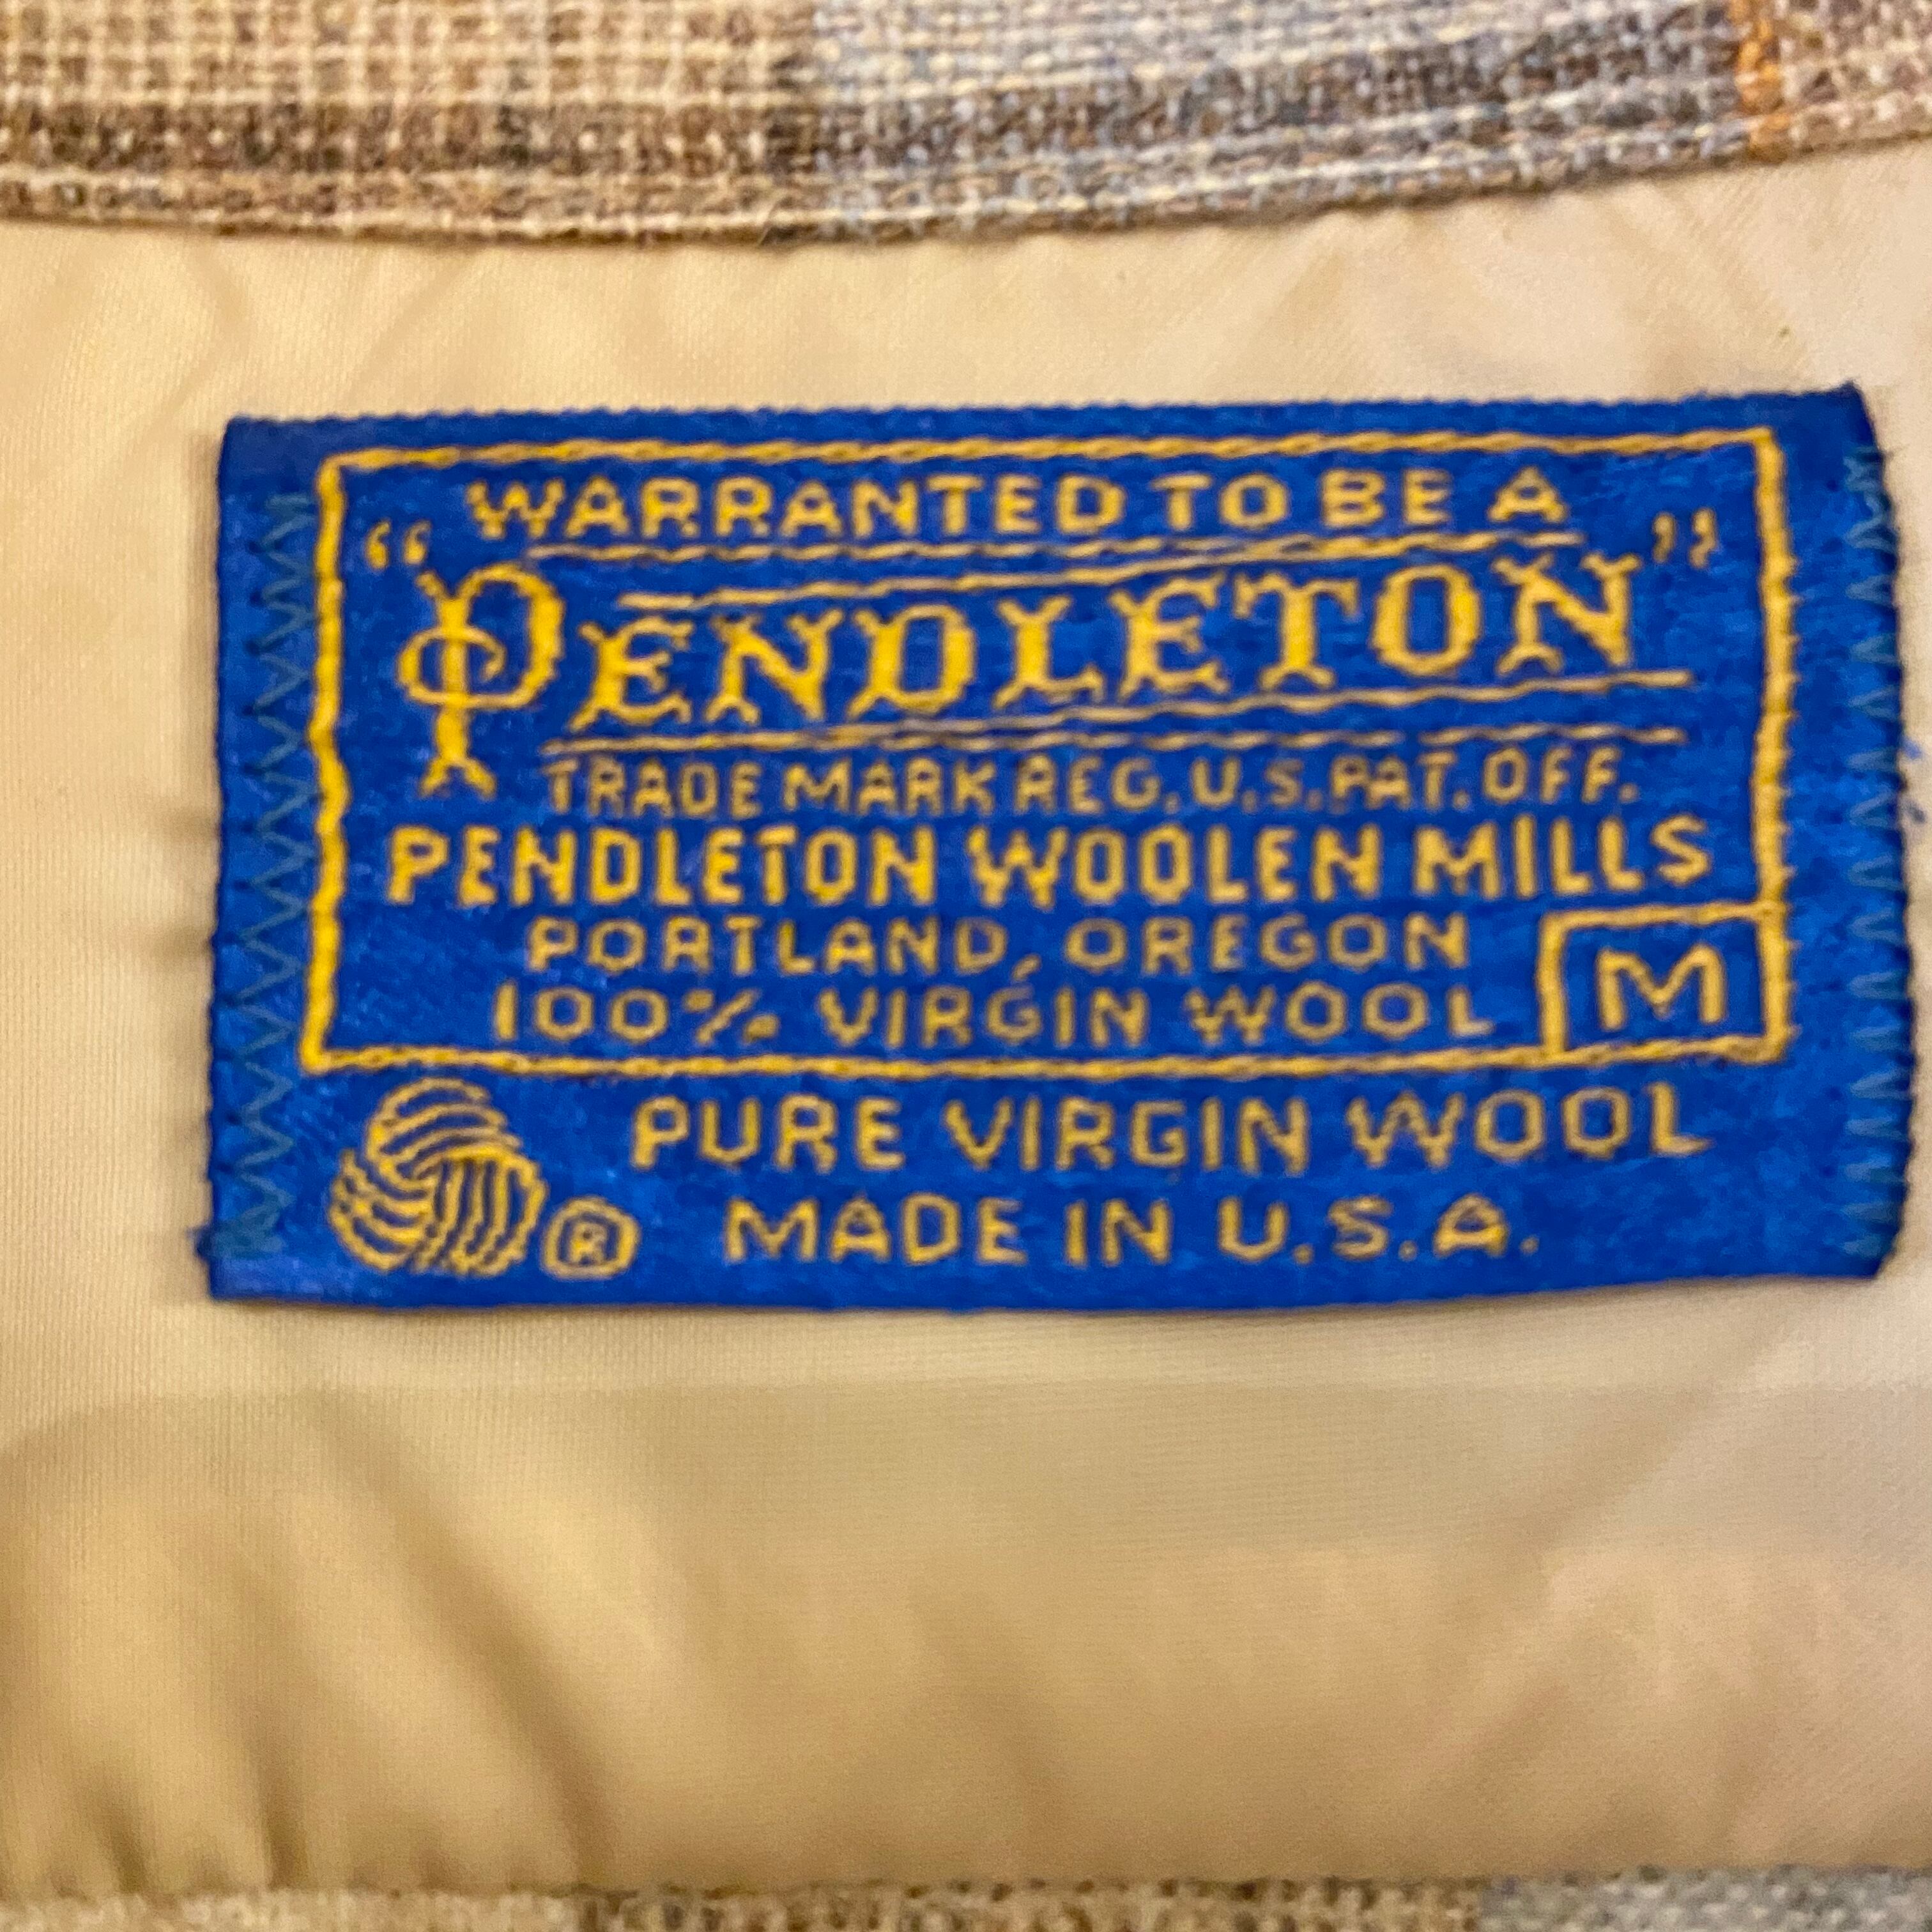 WARRANTED TO BE A
“PENDLETON”
TRADE MARK REG. U.S. PAT. OFF.
PENDLETON WOOLEN MILLS
PORTLAND, OREGON
100% VIRGIN WOOL M
PURE VIRGIN WOOL
® MADE IN U.S.A.